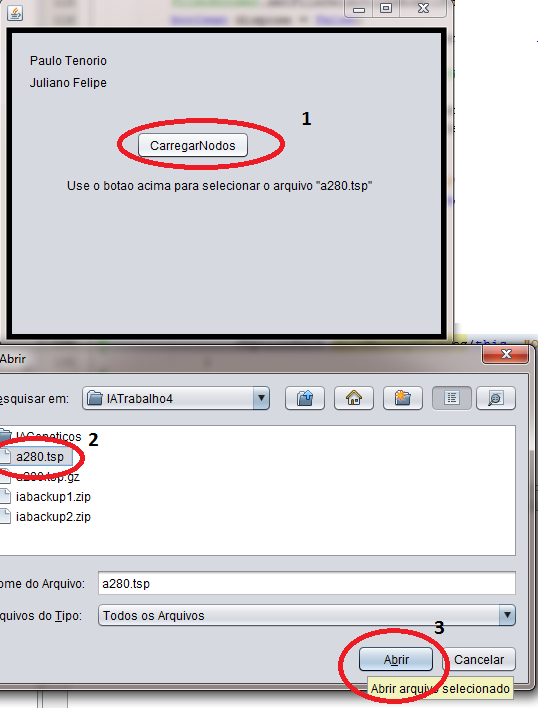 Paulo Tenorio
Juliano Felipe
1
CarregarNodos
Use o botao acima para selecionar o arquivo "a280.tsp"
Abrir
esquisar em: IATrabalho4
IAGeneticos
2
a280.tsp
a280.tsp.gz
iabackup1.zip
iabackup2.zip
ome do Arquivo: a280.tsp
quivos do Tipo: Todos os Arquivos
3
Abrir Cancelar
Abrir arquivo selecionado